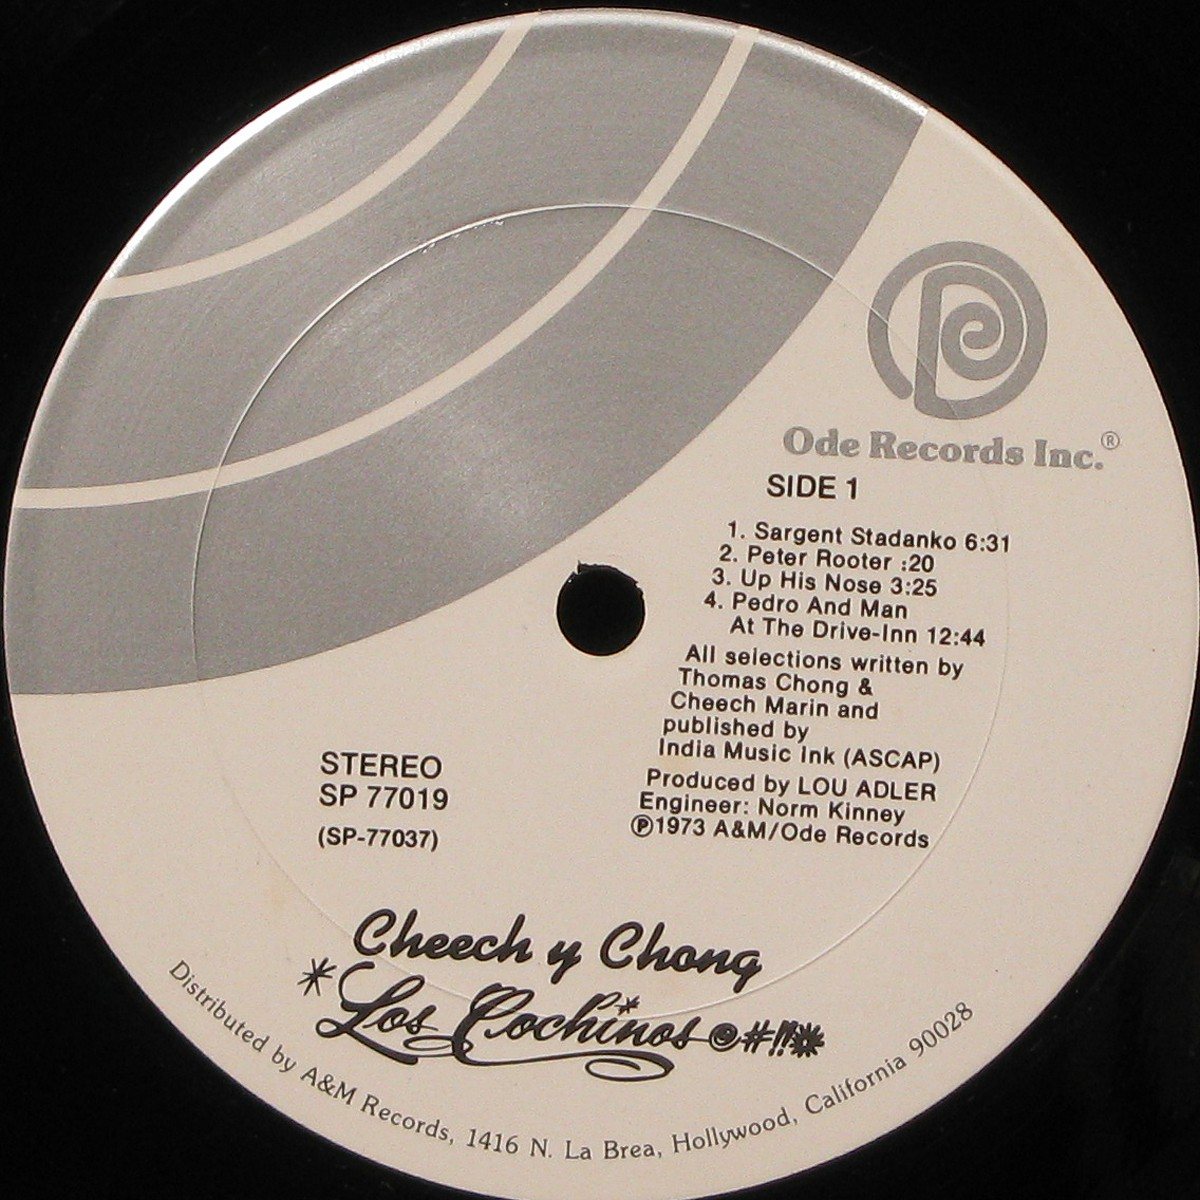 Ode Records Inc.®
SIDE 1
1. Sargent Stadanko 6:31
2. Peter Rooter :20
3. Up His Nose 3:25
4. Pedro And Man
At The Drive-Inn 12:44
All selections written by
Thomas Chong &
Cheech Marin and
published by
India Music Ink (ASCAP)
Produced by LOU ADLER
Engineer: Norm Kinney
℗1973 A&M/Ode Records
STEREO
SP 77019
(SP-77037)
Cheech y Chong
*Los Cochinos @#!!*
Distributed by A&M Records, 1416 N. La Brea, Hollywood, California 90028